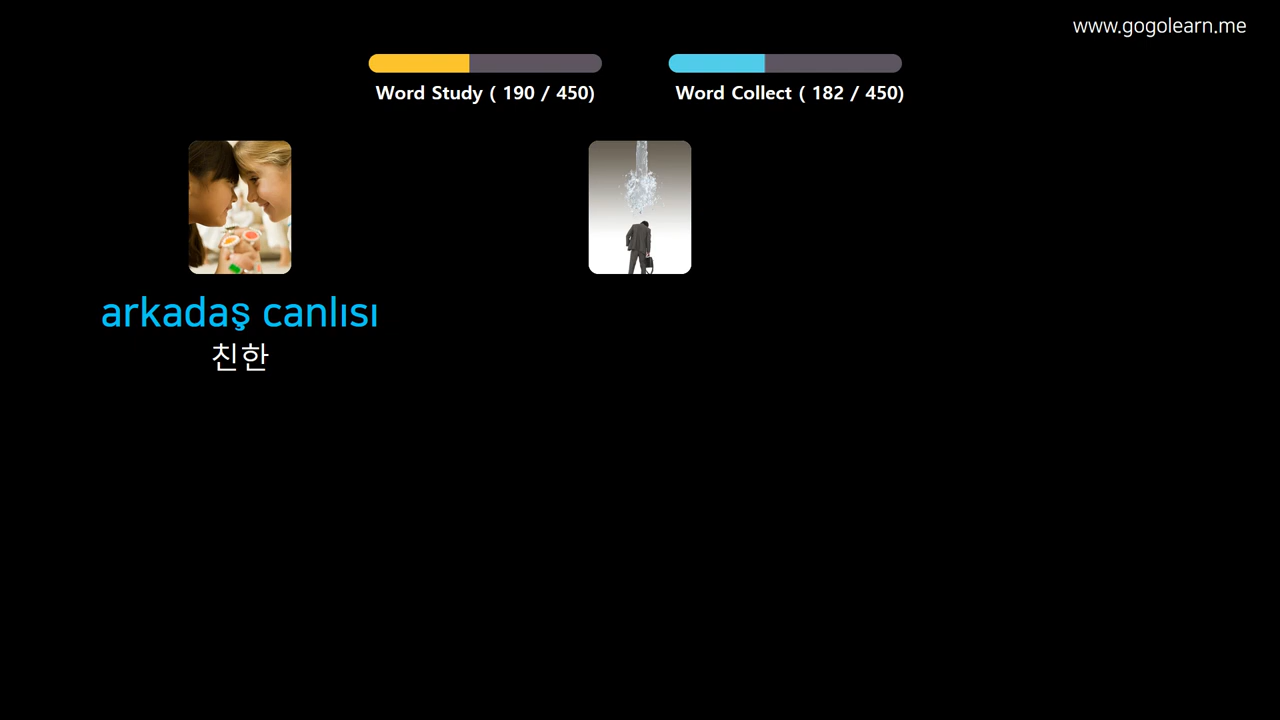 www.gogolearn.me
Word Study ( 190 / 450)
Word Collect ( 182 / 450)
arkadaş canlısı
친한